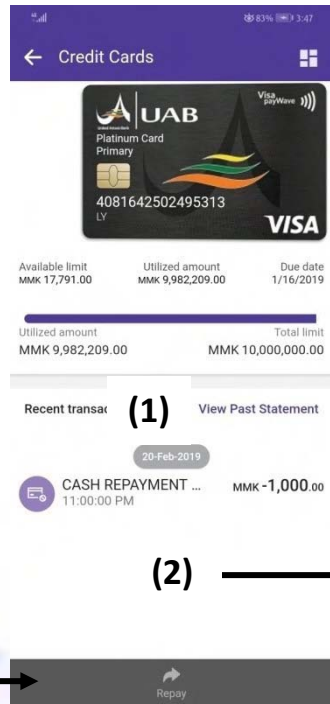 83% 3:47
Credit Cards
UAB
United Amara Bank
Visa
payWave
Platinum Card
Primary
4081642502495313
LY
VISA
Available limit Utilized amount Due date
MMK 17,791.00 MMK 9,982,209.00 1/16/2019
Utilized amount Total limit
MMK 9,982,209.00 MMK 10,000,000.00
Recent transac (1) View Past Statement
20-Feb-2019
CASH REPAYMENT ... MMK -1,000.00
11:00:00 PM
(2)
Repay